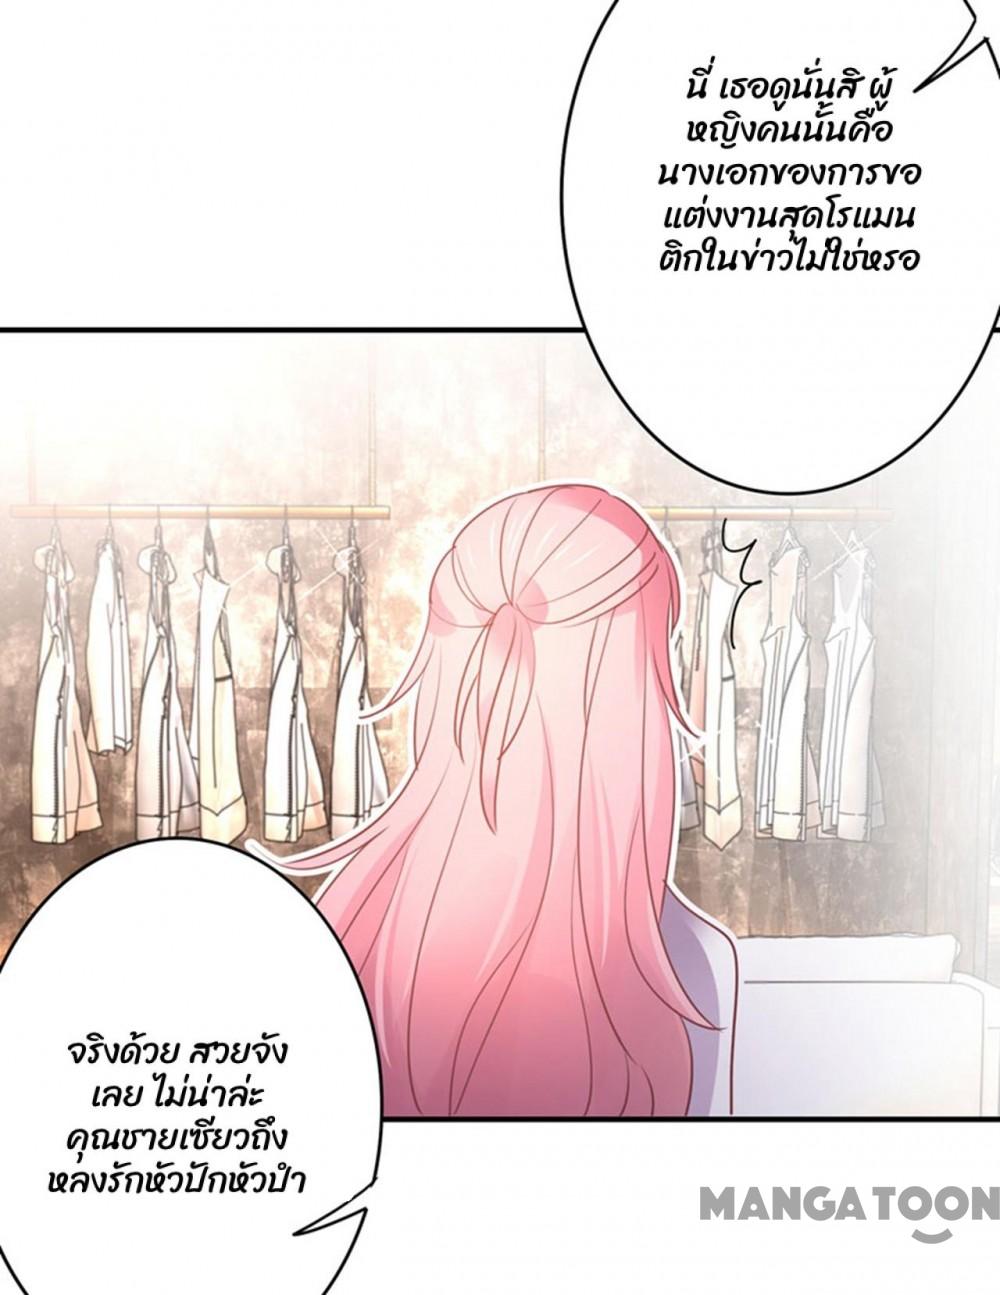 นี่ เธอดูนั่นสิ ผู้
หญิงคนนั้นคือ
นางเอกของการขอ
แต่งงานสุดโรแมน
ติกในข่าวไม่ใช่หรอ
จริงด้วย สวยจัง
เลย ไม่น่าล่ะ
คุณชายเซียวถึง
หลงรักหัวปักหัวปำ
MANGATOON